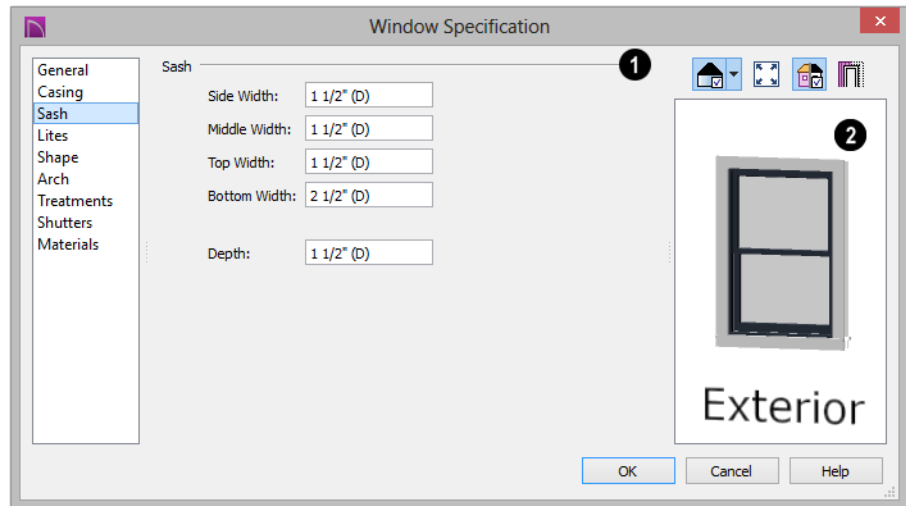 Window Specification
General
Casing
Sash
Lites
Shape
Arch
Treatments
Shutters
Materials
Sash
1
Side Width: 1 1/2" (D)
Middle Width: 1 1/2" (D)
Top Width: 1 1/2" (D)
Bottom Width: 2 1/2" (D)
Depth: 1 1/2" (D)
2
Exterior
OK Cancel Help